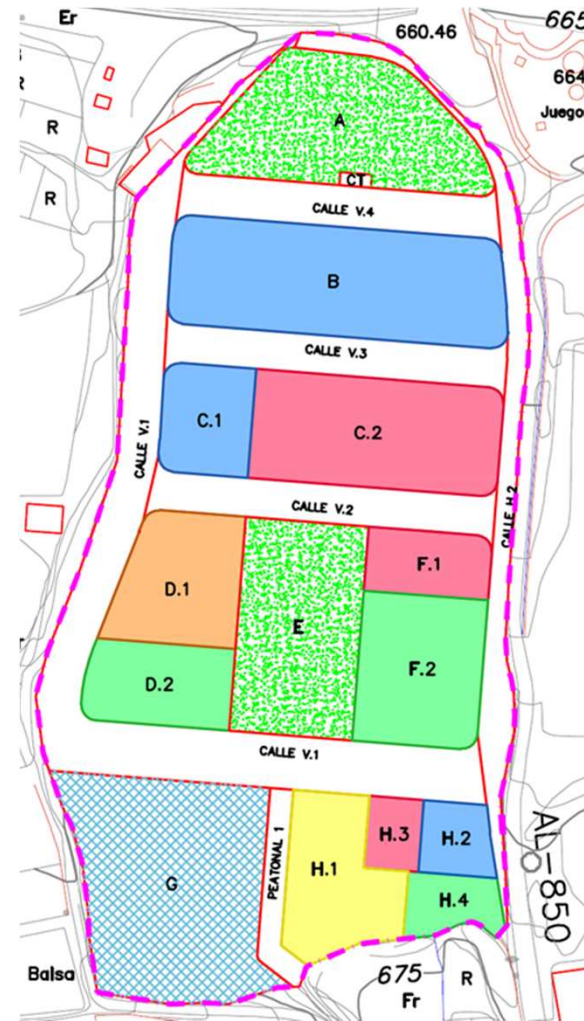 Er
660.46
665
664
Juego
R
R
A
CT
CALLE V.4
B
CALLE V.3
C.1
C.2
CALLE V.1
CALLE V.2
CALLE H.2
D.1
E
F.1
D.2
F.2
CALLE V.1
G
PEATONAL 1
H.1
H.3
H.2
H.4
AL-850
Balsa
675
Fr
R